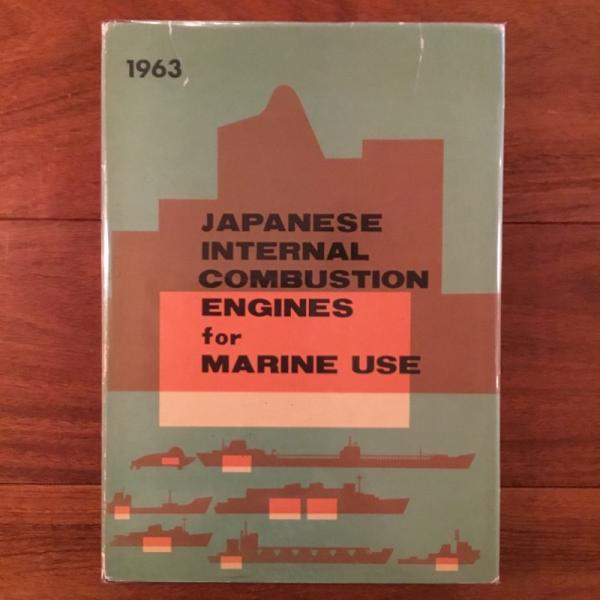 1963
JAPANESE
INTERNAL
COMBUSTION
ENGINES
for
MARINE USE